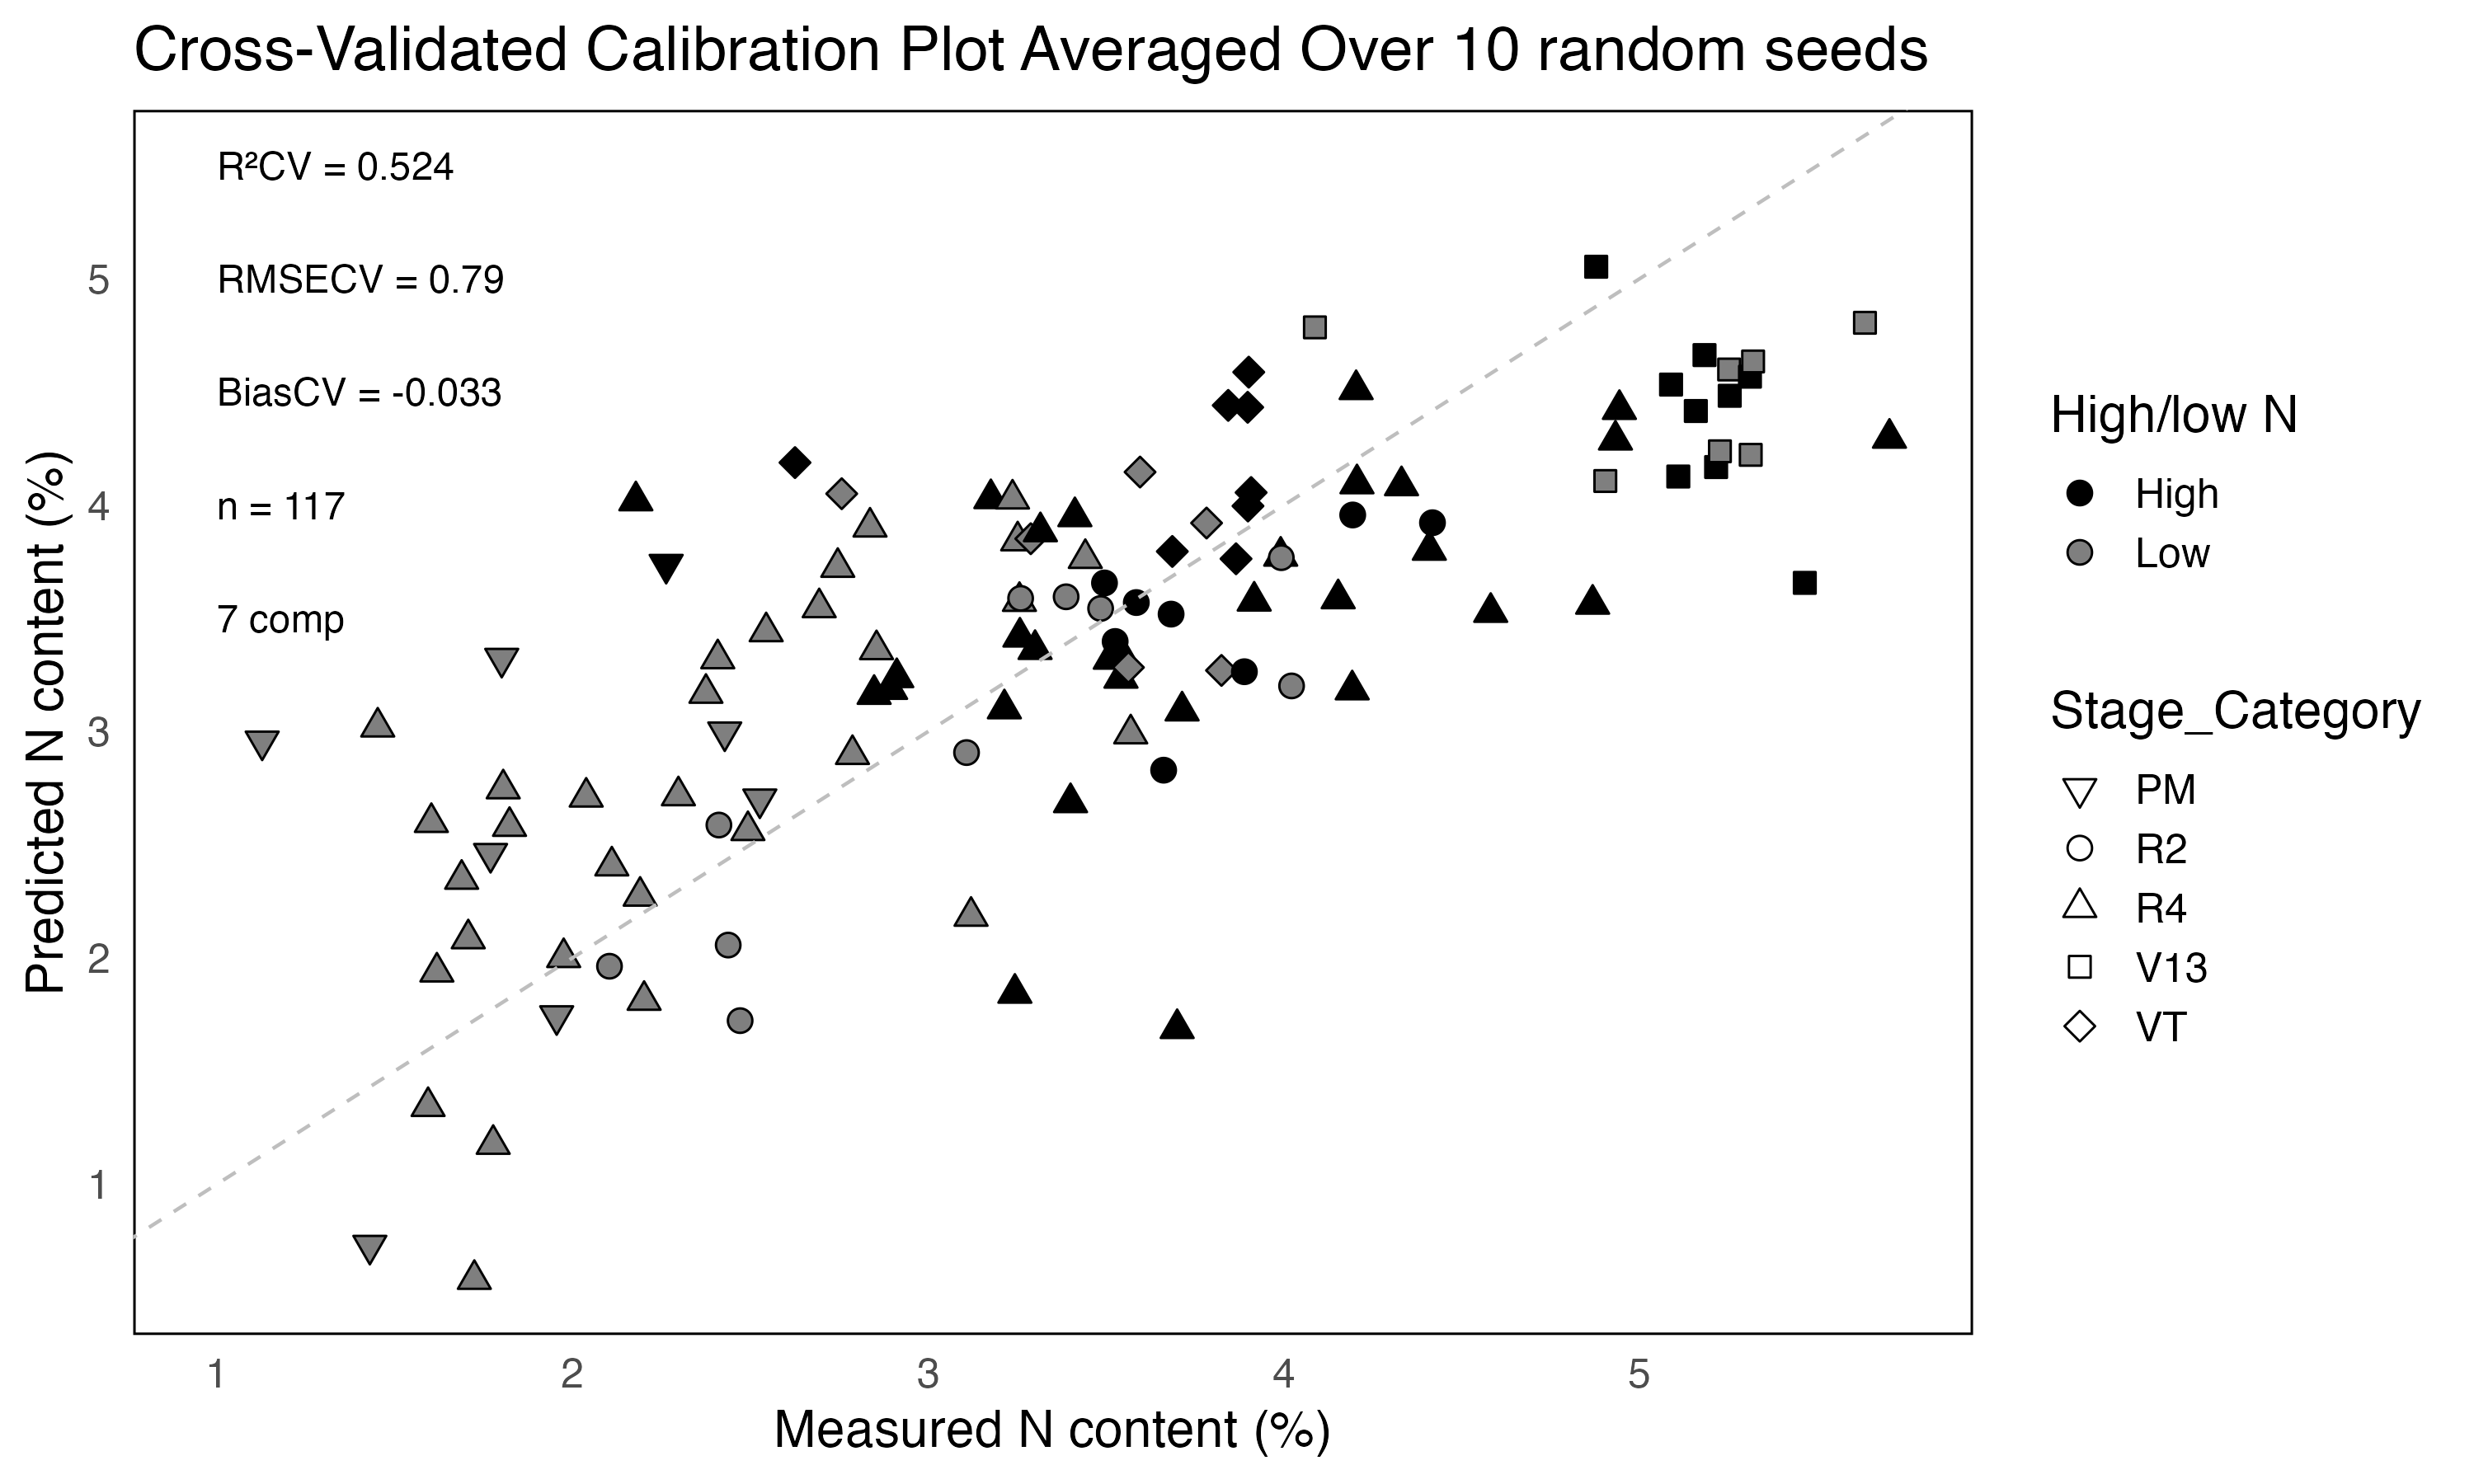 Cross-Validated Calibration Plot Averaged Over 10 random seeds
R²CV = 0.524
RMSECV = 0.79
BiasCV = -0.033
n = 117
7 comp
Predicted N content (%)
5
4
3
2
1
1 2 3 4 5
Measured N content (%)
High/low N
High
Low
Stage_Category
PM
R2
R4
V13
VT